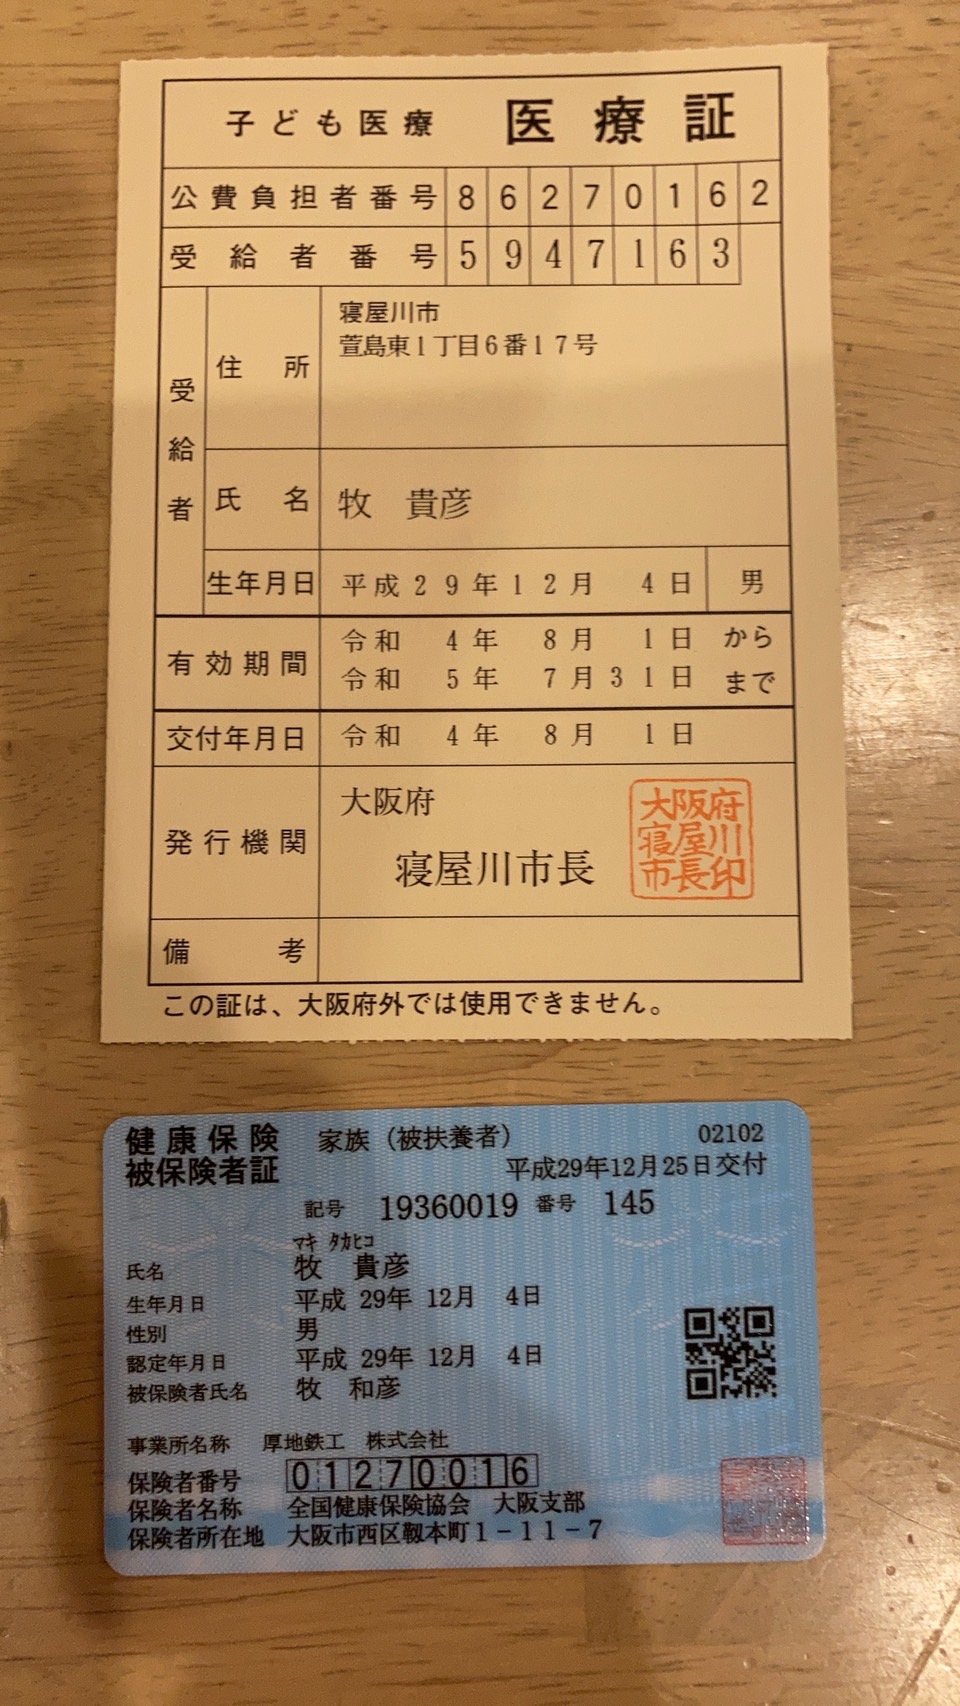 子ども医療 医療証
公費負担者番号 86270162
受給者番号 5947163
受給者
住所 寝屋川市
萱島東1丁目6番17号
氏名 牧 貴彦
生年月日 平成29年12月 4日 男
有効期間 令和 4年 8月 1日 から
令和 5年 7月31日 まで
交付年月日 令和 4年 8月 1日
発行機関 大阪府
寝屋川市長
大阪府
寝屋川
市長印
備考
この証は、大阪府外では使用できません。
健康保険 家族(被扶養者) 02102
被保険者証 平成29年12月25日交付
記号 19360019 番号 145
マキ タカヒコ
氏名 牧 貴彦
生年月日 平成 29年 12月 4日
性別 男
認定年月日 平成 29年 12月 4日
被保険者氏名 牧 和彦
事業所名称 厚地鉄工 株式会社
保険者番号 01270016
保険者名称 全国健康保険協会 大阪支部
保険者所在地 大阪市西区靱本町1-11-7